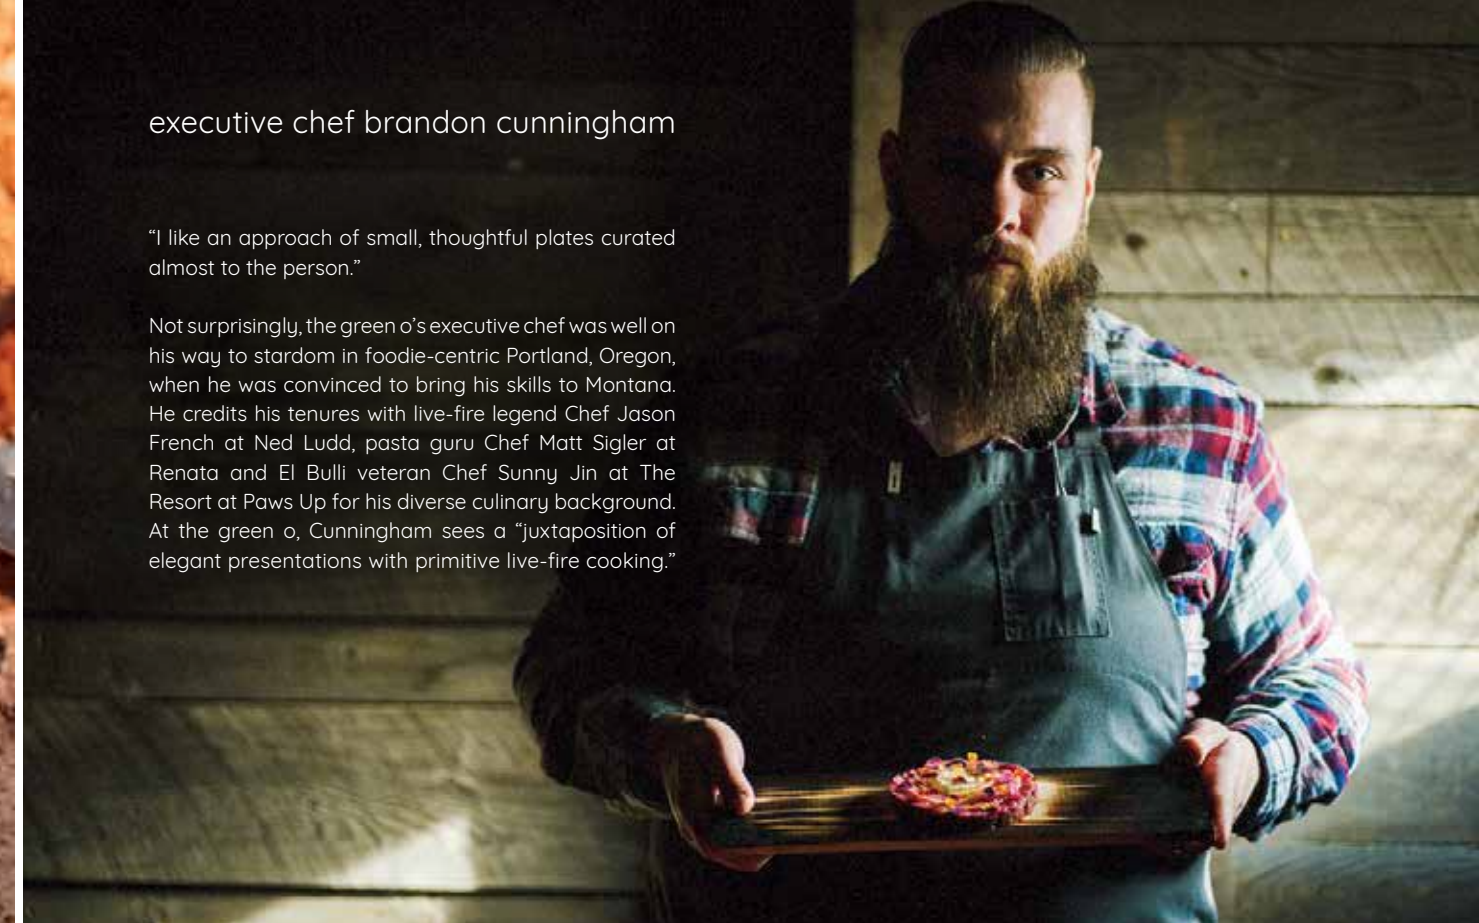 executive chef brandon cunningham
“I like an approach of small, thoughtful plates curated
almost to the person.”
Not surprisingly, the green o’s executive chef was well on
his way to stardom in foodie-centric Portland, Oregon,
when he was convinced to bring his skills to Montana.
He credits his tenures with live-fire legend Chef Jason
French at Ned Ludd, pasta guru Chef Matt Sigler at
Renata and El Bulli veteran Chef Sunny Jin at The
Resort at Paws Up for his diverse culinary background.
At the green o, Cunningham sees a “juxtaposition of
elegant presentations with primitive live-fire cooking.”